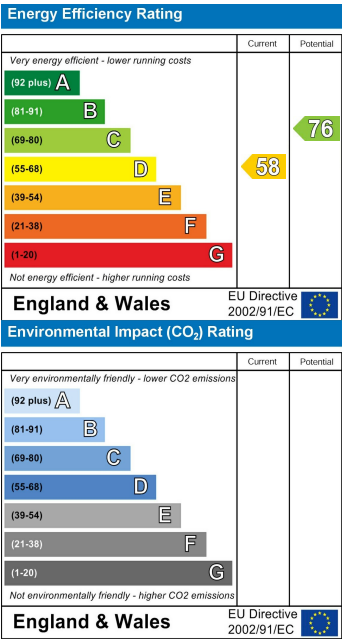 Energy Efficiency Rating
Current Potential
Very energy efficient - lower running costs
(92 plus) A
(81-91) B
(69-80) C
76
(55-68) D
58
(39-54) E
(21-38) F
(1-20) G
Not energy efficient - higher running costs
England & Wales
EU Directive
2002/91/EC
Environmental Impact (CO₂) Rating
Current Potential
Very environmentally friendly - lower CO2 emissions
(92 plus) A
(81-91) B
(69-80) C
(55-68) D
(39-54) E
(21-38) F
(1-20) G
Not environmentally friendly - higher CO2 emissions
England & Wales
EU Directive
2002/91/EC